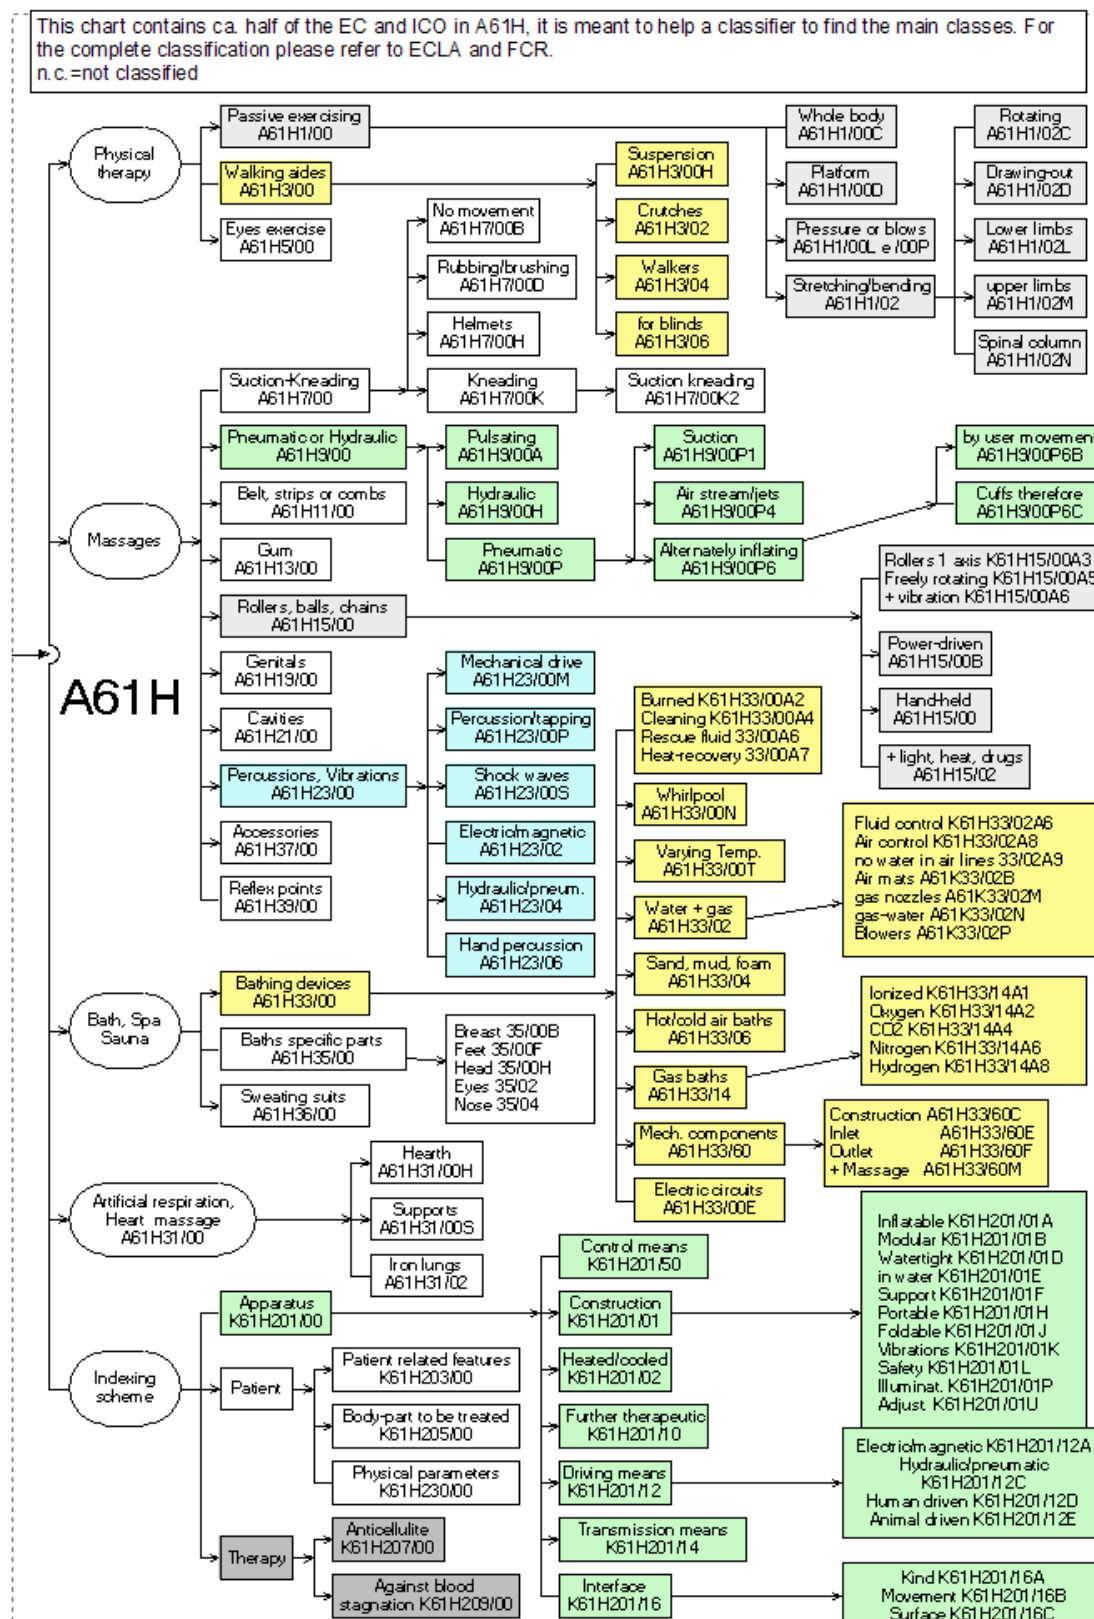 This chart contains ca. half of the EC and ICO in A61H, it is meant to help a classifier to find the main classes. For
the complete classification please refer to ECLA and FCR.
n.c.=not classified
A61H
Physical
therapy
Passive exercising
A61H1/00
Whole body
A61H1/00C
Platform
A61H1/00D
Pressure or blows
A61H1/00L e /00P
Stretching/bending
A61H1/02
Rotating
A61H1/02C
Drawing-out
A61H1/02D
Lower limbs
A61H1/02L
upper limbs
A61H1/02M
Spinal column
A61H1/02N
Walking aides
A61H3/00
Suspension
A61H3/00H
Crutches
A61H3/02
Walkers
A61H3/04
for blinds
A61H3/06
Eyes exercise
A61H5/00
Massages
Suction-Kneading
A61H7/00
No movement
A61H7/00B
Rubbing/brushing
A61H7/00D
Helmets
A61H7/00H
Kneading
A61H7/00K
Suction kneading
A61H7/00K2
Pneumatic or Hydraulic
A61H9/00
Pulsating
A61H9/00A
Hydraulic
A61H9/00H
Pneumatic
A61H9/00P
Suction
A61H9/00P1
Air stream/jets
A61H9/00P4
Alternately inflating
A61H9/00P6
by user movement
A61H9/00P6B
Cuffs therefore
A61H9/00P6C
Belt, strips or combs
A61H11/00
Gum
A61H13/00
Rollers, balls, chains
A61H15/00
Rollers 1 axis K61H15/00A3
Freely rotating K61H15/00A5
+ vibration K61H15/00A6
Power-driven
A61H15/00B
Hand-held
A61H15/00
+ light, heat, drugs
A61H15/02
Genitals
A61H19/00
Cavities
A61H21/00
Percussions, Vibrations
A61H23/00
Mechanical drive
A61H23/00M
Percussion/tapping
A61H23/00P
Shock waves
A61H23/00S
Electric/magnetic
A61H23/02
Hydraulic/pneum.
A61H23/04
Hand percussion
A61H23/06
Accessories
A61H37/00
Reflex points
A61H39/00
Bath, Spa
Sauna
Bathing devices
A61H33/00
Burned K61H33/00A2
Cleaning K61H33/00A4
Rescue fluid 33/00A6
Heat-recovery 33/00A7
Whirlpool
A61H33/00N
Varying Temp.
A61H33/00T
Water + gas
A61H33/02
Fluid control K61H33/02A6
Air control K61H33/02A8
no water in air lines 33/02A9
Air mats A61K33/02B
gas nozzles A61K33/02M
gas-water A61K33/02N
Blowers A61K33/02P
Sand, mud, foam
A61H33/04
Hot/cold air baths
A61H33/06
Gas baths
A61H33/14
Ionized K61H33/14A1
Oxygen K61H33/14A2
CO2 K61H33/14A4
Nitrogen K61H33/14A6
Hydrogen K61H33/14A8
Mech. components
A61H33/60
Construction A61H33/60C
Inlet A61H33/60E
Outlet A61H33/60F
+ Massage A61H33/60M
Electric circuits
A61H33/00E
Baths specific parts
A61H35/00
Breast 35/00B
Feet 35/00F
Head 35/00H
Eyes 35/02
Nose 35/04
Sweating suits
A61H36/00
Artificial respiration,
Heart massage
A61H31/00
Hearth
A61H31/00H
Supports
A61H31/00S
Iron lungs
A61H31/02
Indexing
scheme
Apparatus
K61H201/00
Control means
K61H201/50
Construction
K61H201/01
Inflatable K61H201/01A
Modular K61H201/01B
Watertight K61H201/01D
in water K61H201/01E
Support K61H201/01F
Portable K61H201/01H
Foldable K61H201/01J
Vibrations K61H201/01K
Safety K61H201/01L
Illuminat. K61H201/01P
Adjust. K61H201/01U
Heated/cooled
K61H201/02
Further therapeutic
K61H201/10
Driving means
K61H201/12
Electric/magnetic K61H201/12A
Hydraulic/pneumatic
K61H201/12C
Human driven K61H201/12D
Animal driven K61H201/12E
Transmission means
K61H201/14
Interface
K61H201/16
Kind K61H201/16A
Movement K61H201/16B
Surface K61H201/16C
Patient
Patient related features
K61H203/00
Body-part to be treated
K61H205/00
Physical parameters
K61H230/00
Therapy
Anticellulite
K61H207/00
Against blood
stagnation K61H209/00